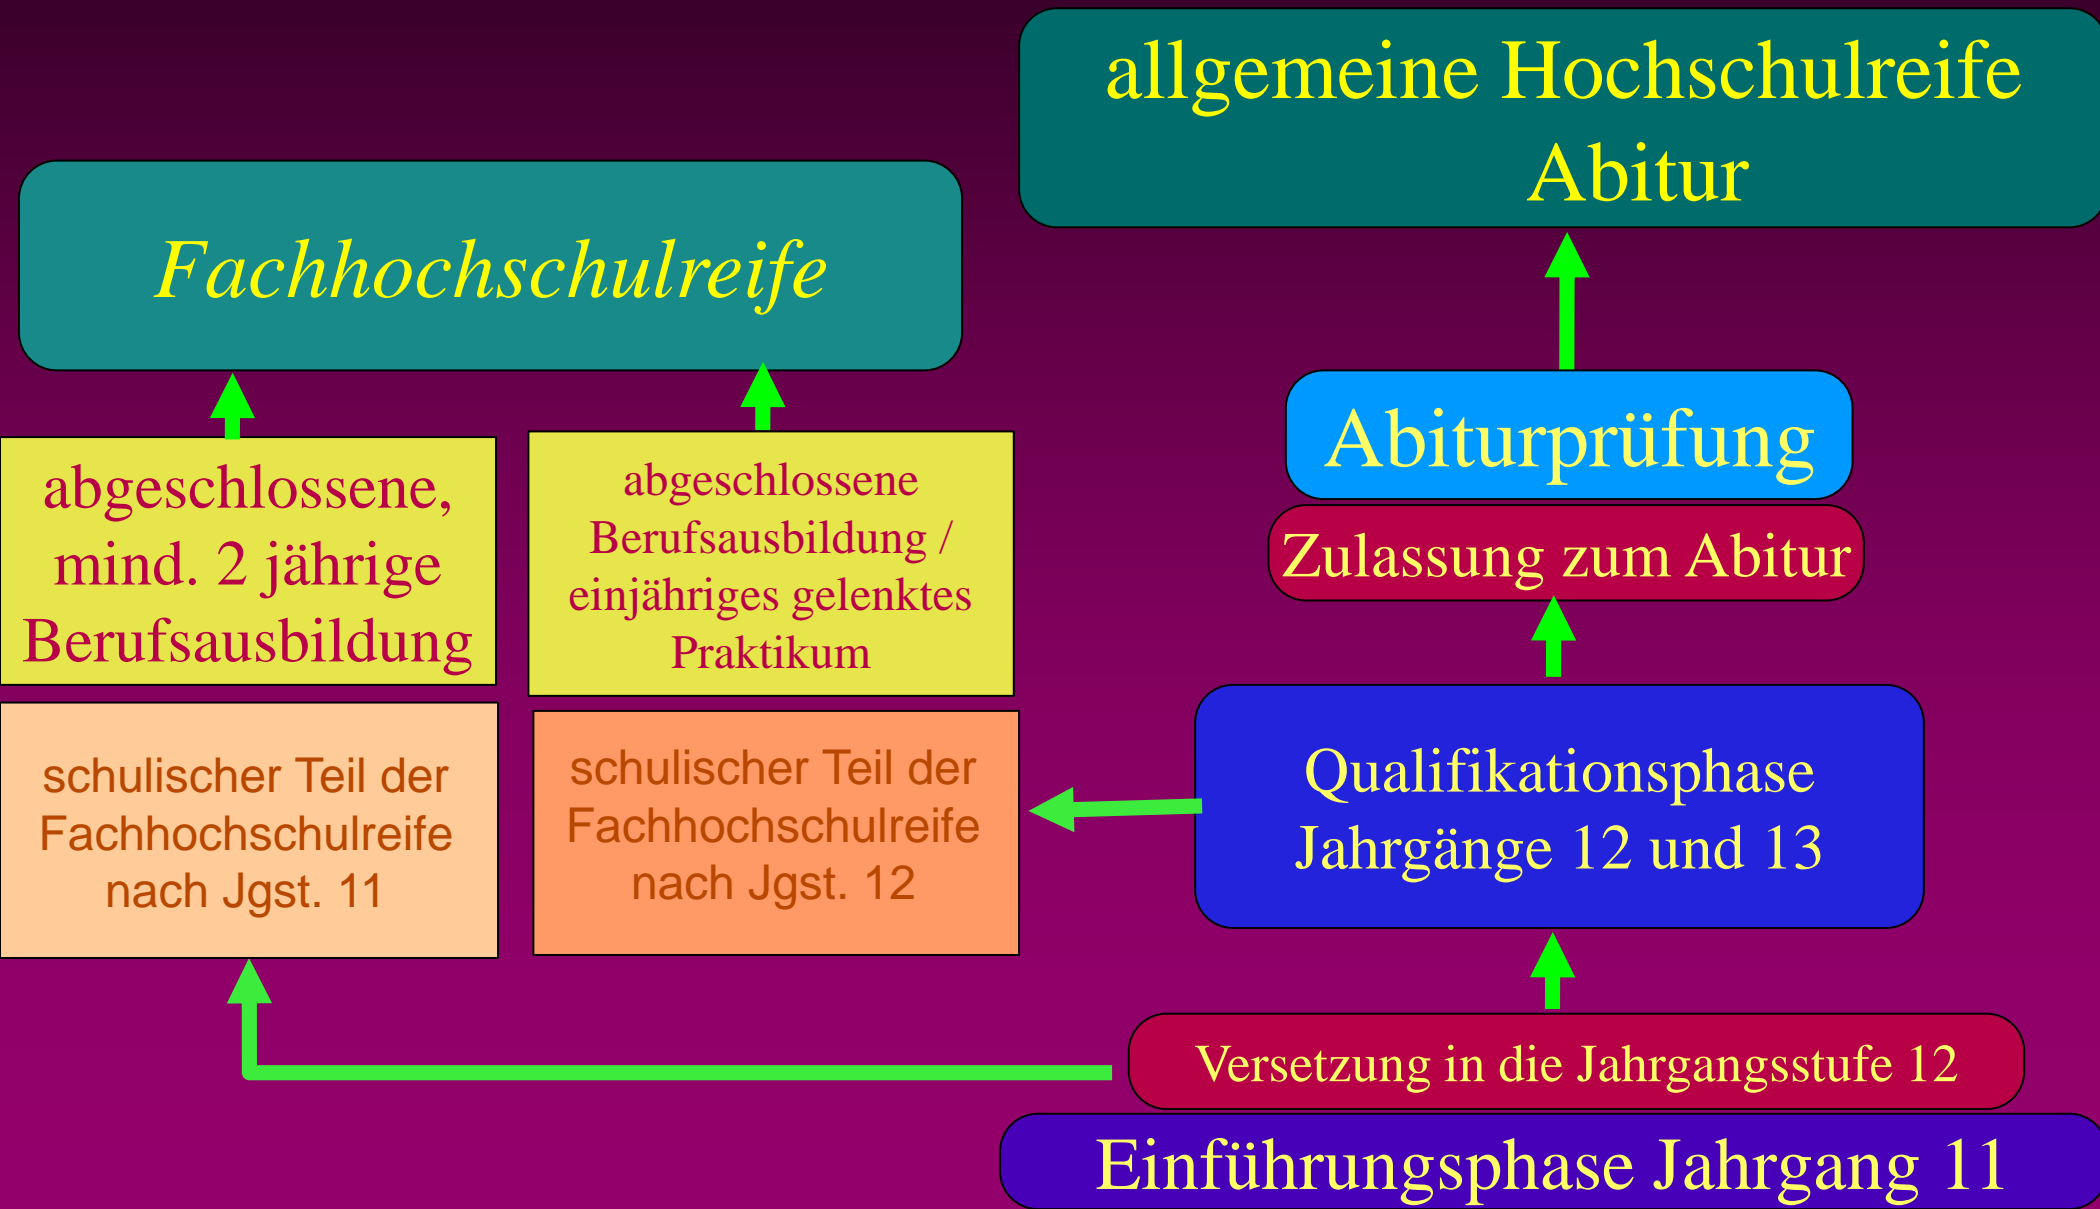 allgemeine Hochschulreife
Abitur
Fachhochschulreife
abgeschlossene,
mind. 2 jährige
Berufsausbildung
abgeschlossene
Berufsausbildung /
einjähriges gelenktes
Praktikum
Abiturprüfung
Zulassung zum Abitur
schulischer Teil der
Fachhochschulreife
nach Jgst. 11
schulischer Teil der
Fachhochschulreife
nach Jgst. 12
Qualifikationsphase
Jahrgänge 12 und 13
Versetzung in die Jahrgangsstufe 12
Einführungsphase Jahrgang 11